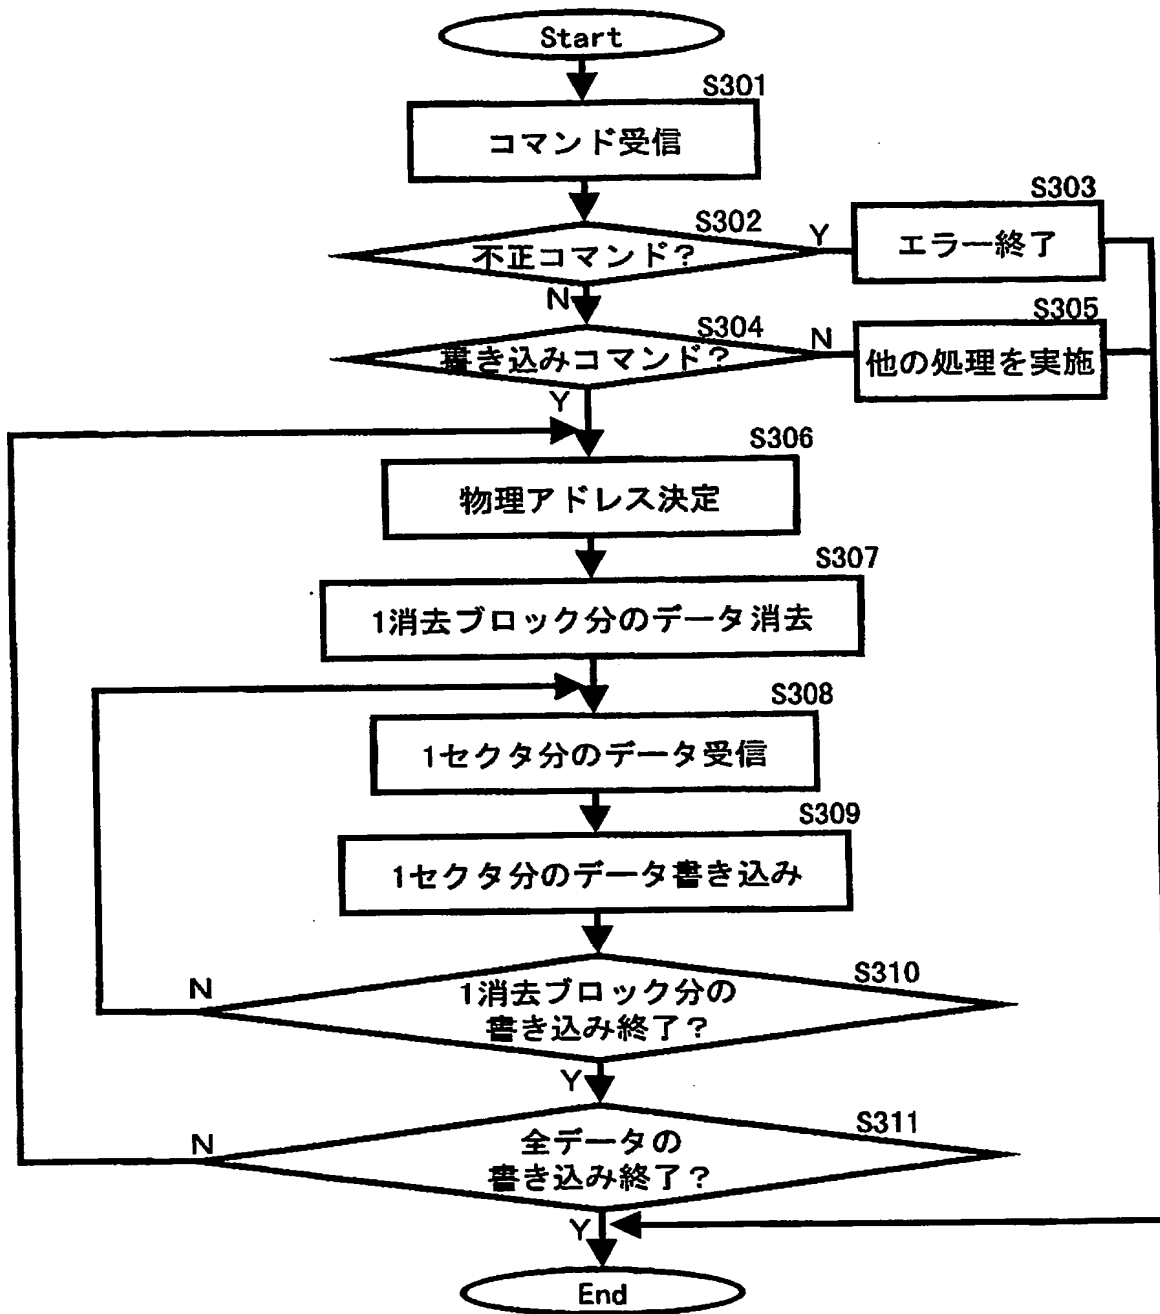 Start
S301
コマンド受信
S302
不正コマンド?
Y
S303
エラー終了
N
S304
書き込みコマンド?
N
S305
他の処理を実施
Y
S306
物理アドレス決定
S307
1消去ブロック分のデータ消去
S308
1セクタ分のデータ受信
S309
1セクタ分のデータ書き込み
S310
N
1消去ブロック分の
書き込み終了?
Y
S311
N
全データの
書き込み終了?
Y
End